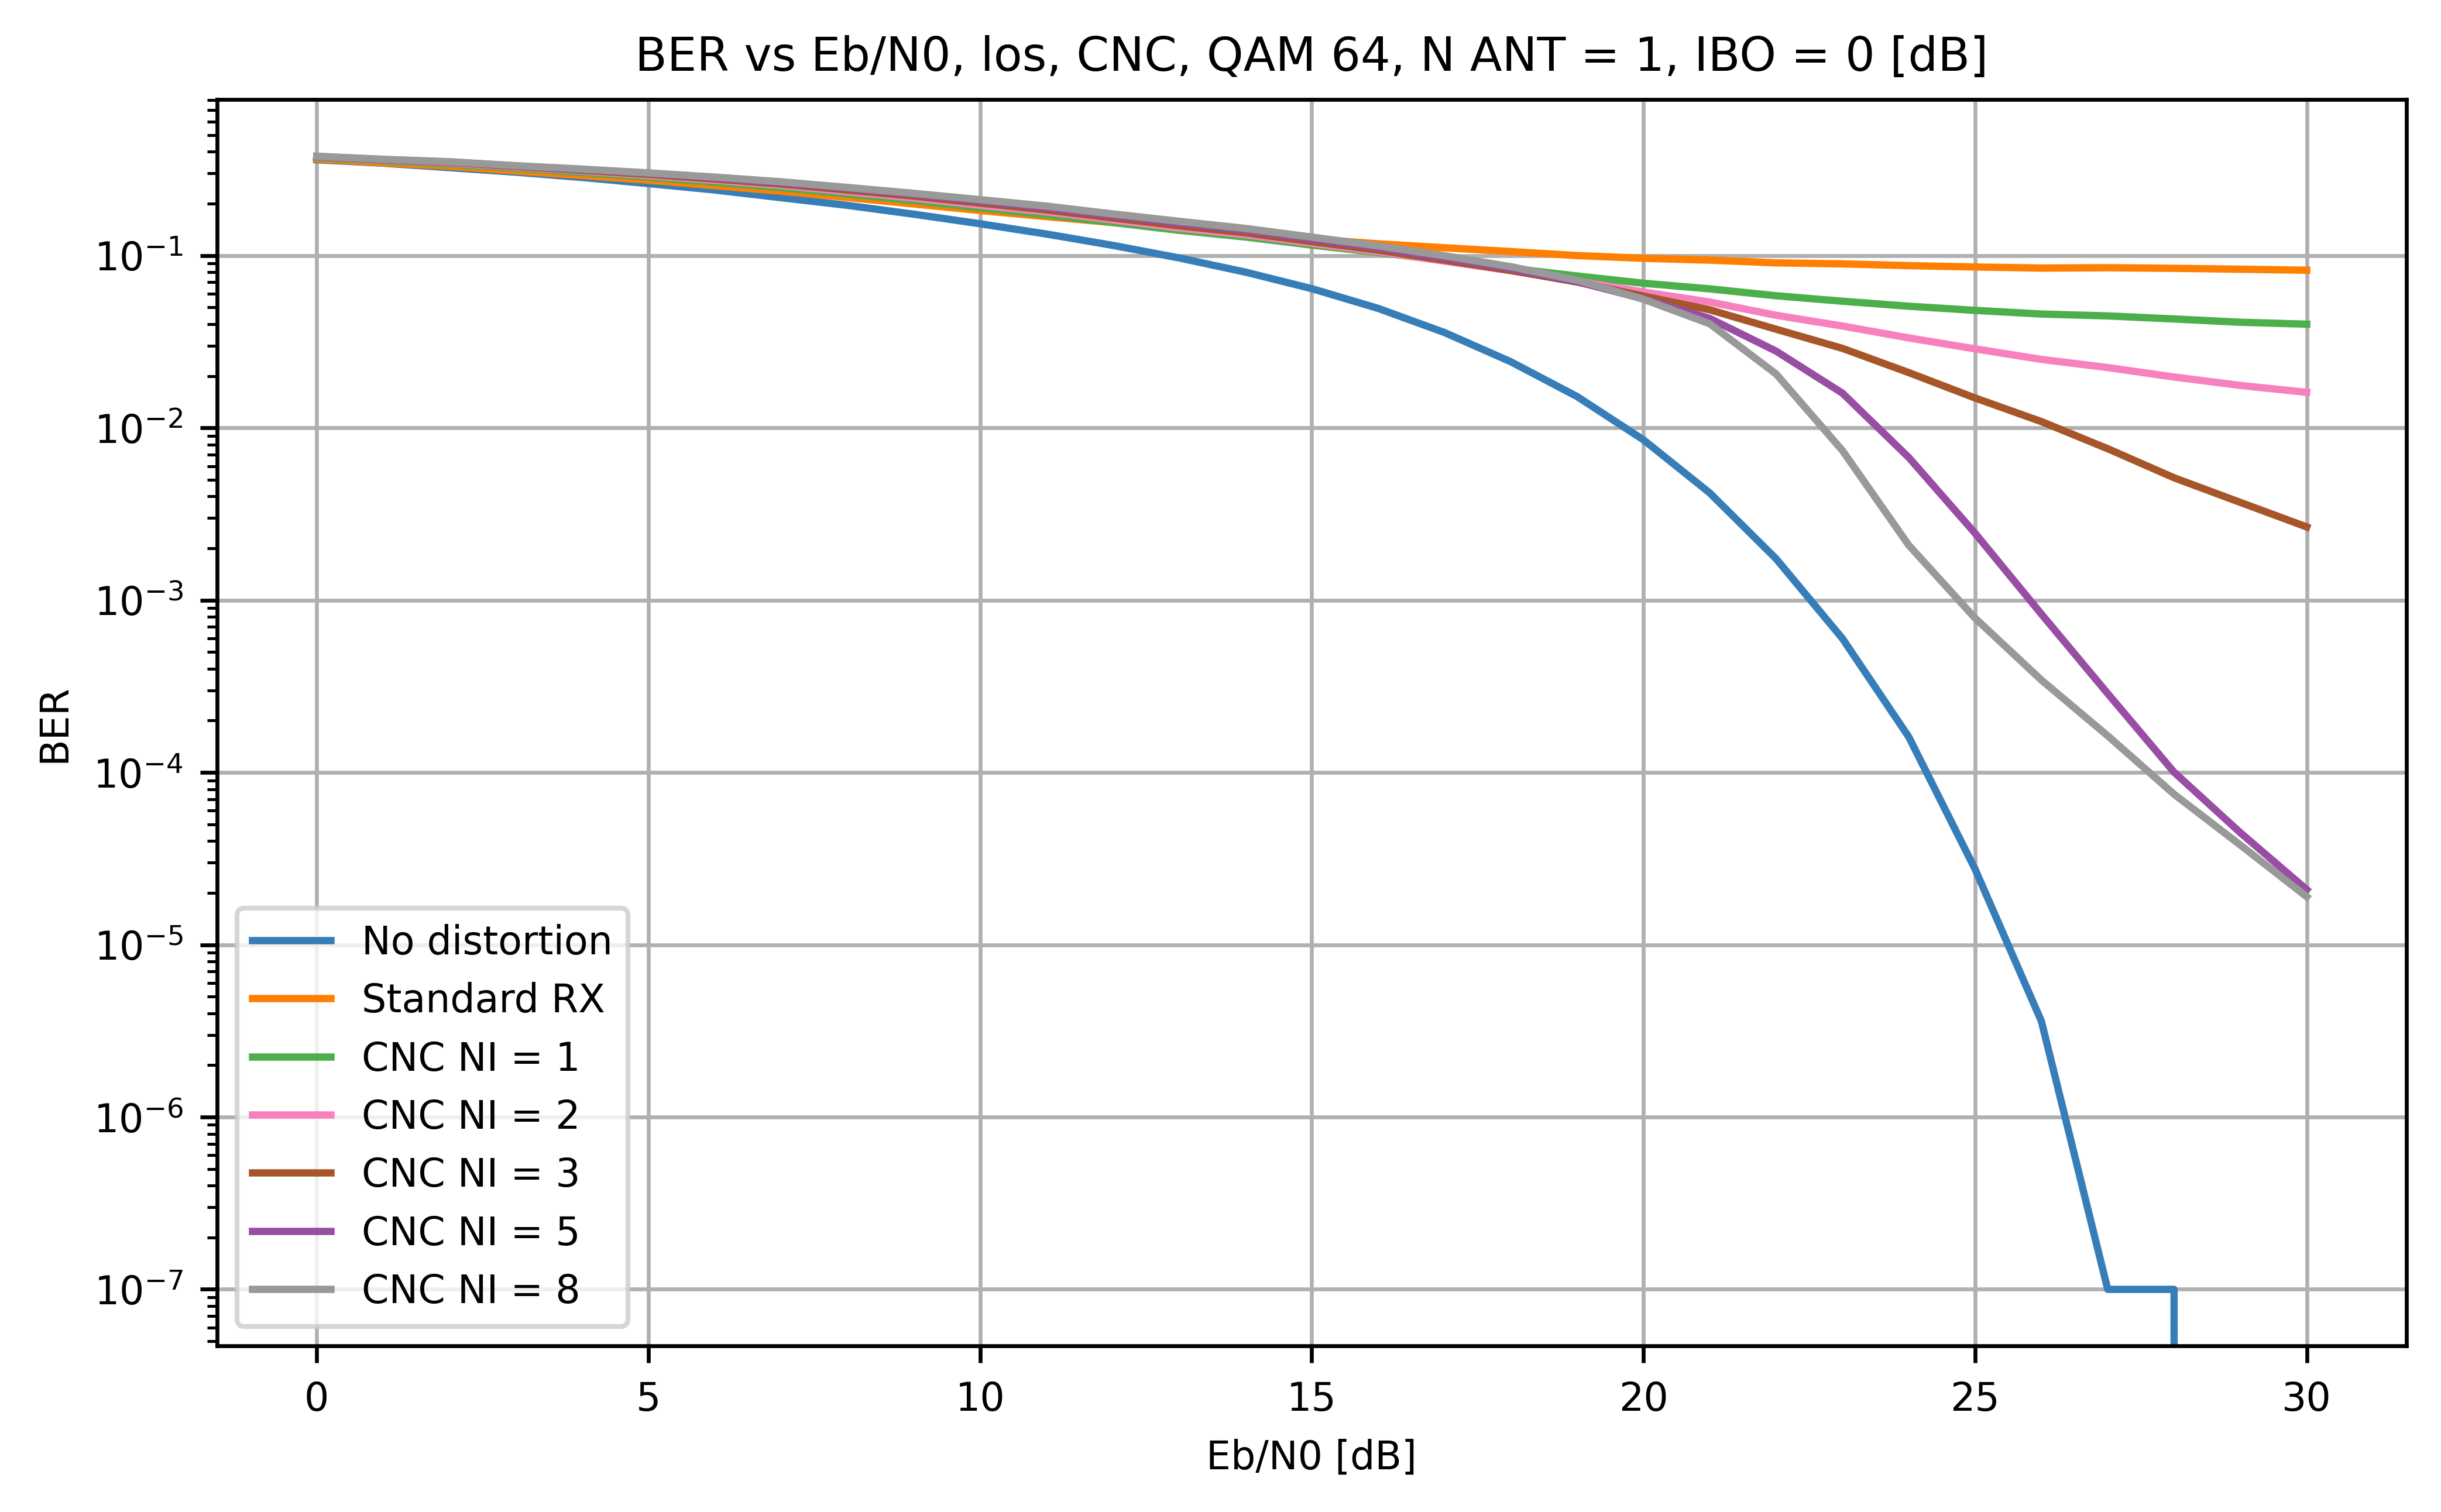 BER vs Eb/N0, los, CNC, QAM 64, N ANT = 1, IBO = 0 [dB]
10⁻¹
10⁻²
10⁻³
10⁻⁴
10⁻⁵
10⁻⁶
10⁻⁷
BER
No distortion
Standard RX
CNC NI = 1
CNC NI = 2
CNC NI = 3
CNC NI = 5
CNC NI = 8
0 5 10 15 20 25 30
Eb/N0 [dB]